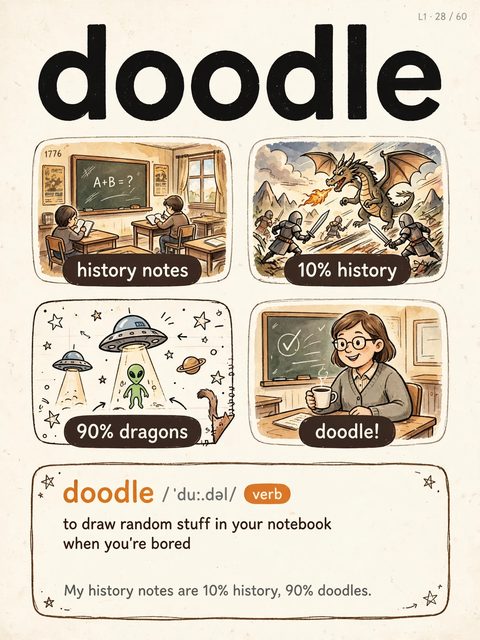 L1 · 28 / 60
doodle
1776
A+B=?
history notes
10% history
90% dragons
doodle!
doodle /ˈduː.dəl/ verb
to draw random stuff in your notebook
when you're bored
My history notes are 10% history, 90% doodles.